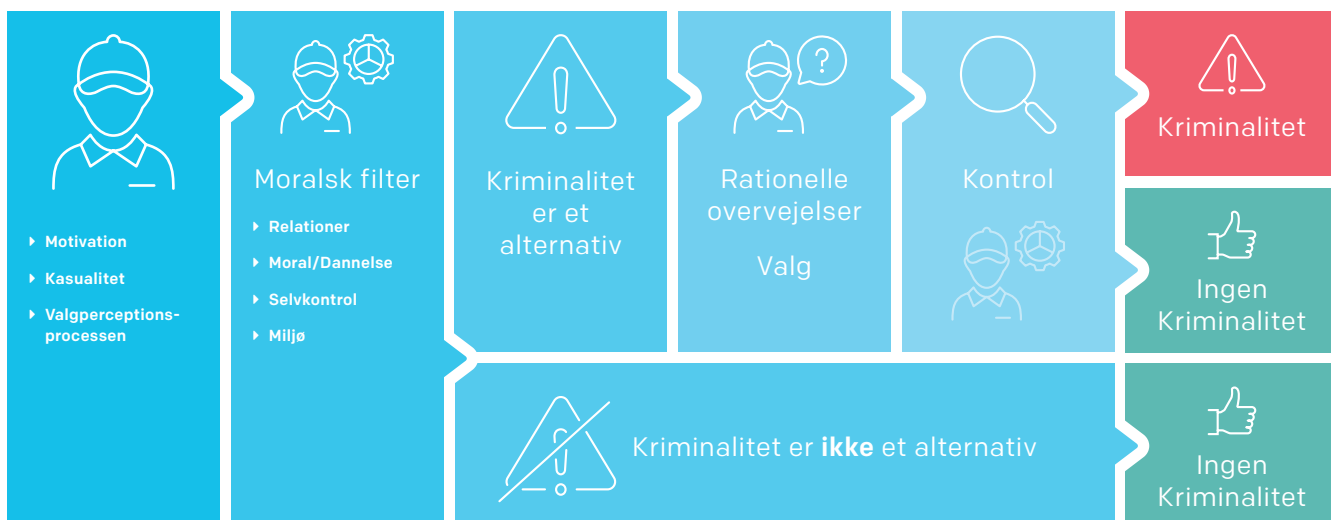 Motivation
Kasualitet
Valgperceptions-
processen
Moralsk filter
Relationer
Moral/Dannelse
Selvkontrol
Miljø
Kriminalitet
er et
alternativ
?
Rationelle
overvejelser
Valg
Kontrol
Kriminalitet
Ingen
Kriminalitet
Kriminalitet er ikke et alternativ
Ingen
Kriminalitet